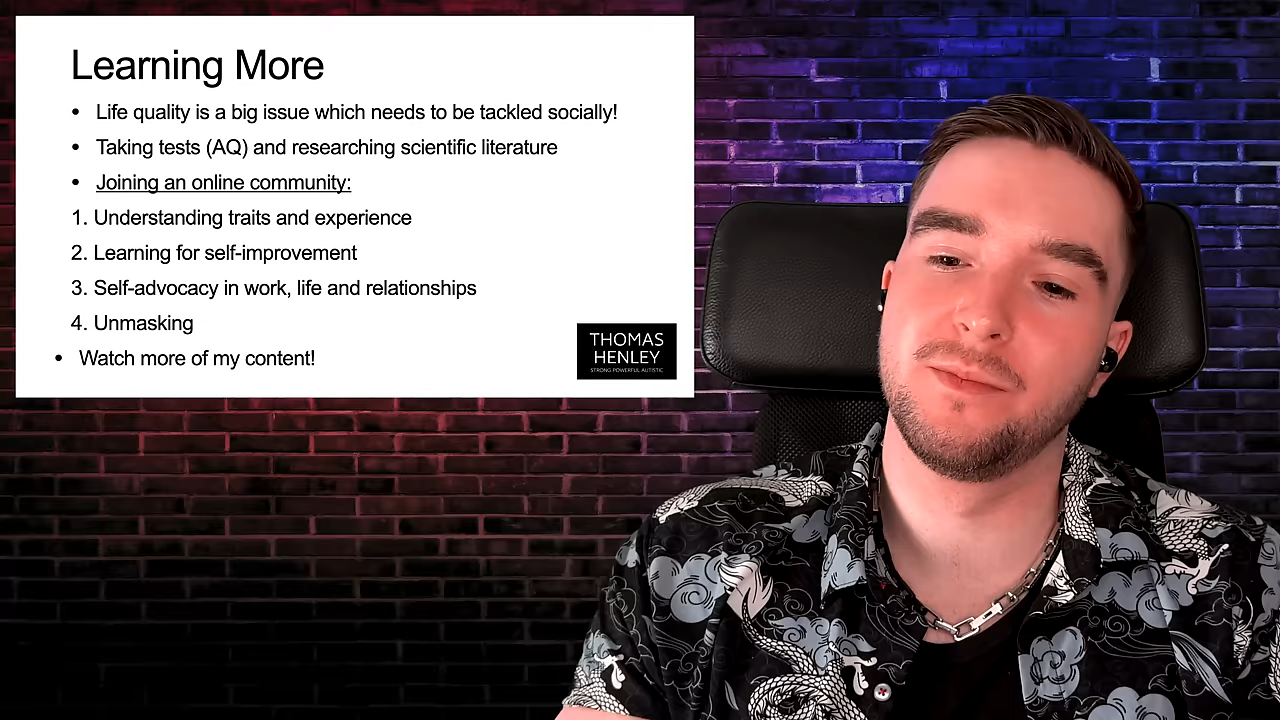 Learning More
• Life quality is a big issue which needs to be tackled socially!
• Taking tests (AQ) and researching scientific literature
• Joining an online community:
1. Understanding traits and experience
2. Learning for self-improvement
3. Self-advocacy in work, life and relationships
4. Unmasking
• Watch more of my content!
THOMAS
HENLEY
STRONG POWERFUL AUTISTIC